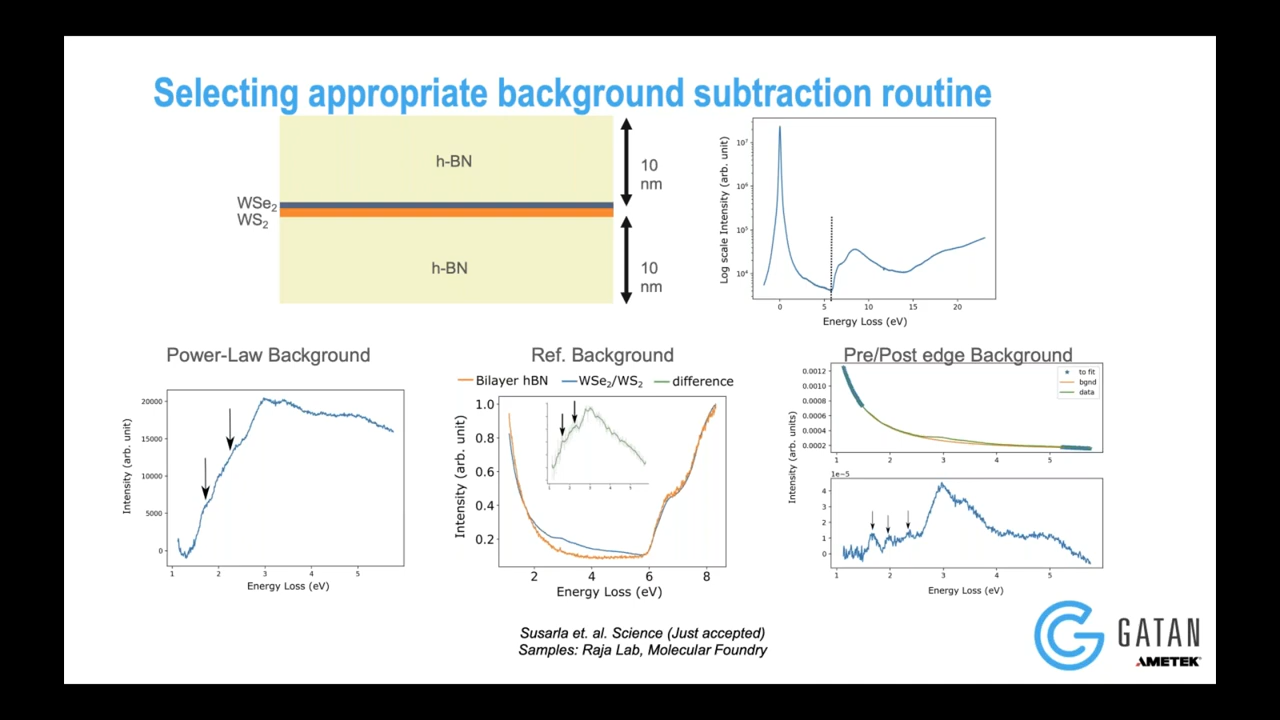 Selecting appropriate background subtraction routine
h-BN
10
nm
WSe2
WS2
h-BN
10
nm
Log scale Intensity (arb. unit)
10^7
10^6
10^5
10^4
0 5 10 15 20
Energy Loss (eV)
Power-Law Background
Intensity (arb. unit)
20000
15000
10000
5000
0
1 2 3 4 5
Energy Loss (eV)
Ref. Background
Bilayer hBN WSe2/WS2 difference
Intensity (arb. unit)
1.0
0.8
0.6
0.4
0.2
1 2 3 4 5
2 4 6 8
Energy Loss (eV)
Pre/Post edge Background
Intensity (arb. units)
0.0012
0.0010
0.0008
0.0006
0.0004
0.0002
to fit
bgnd
data
1 2 3 4 5
1e−5
4
3
2
1
0
1 2 3 4 5
Energy Loss (eV)
Susarla et. al. Science (Just accepted)
Samples: Raja Lab, Molecular Foundry
GATAN
AMETEK